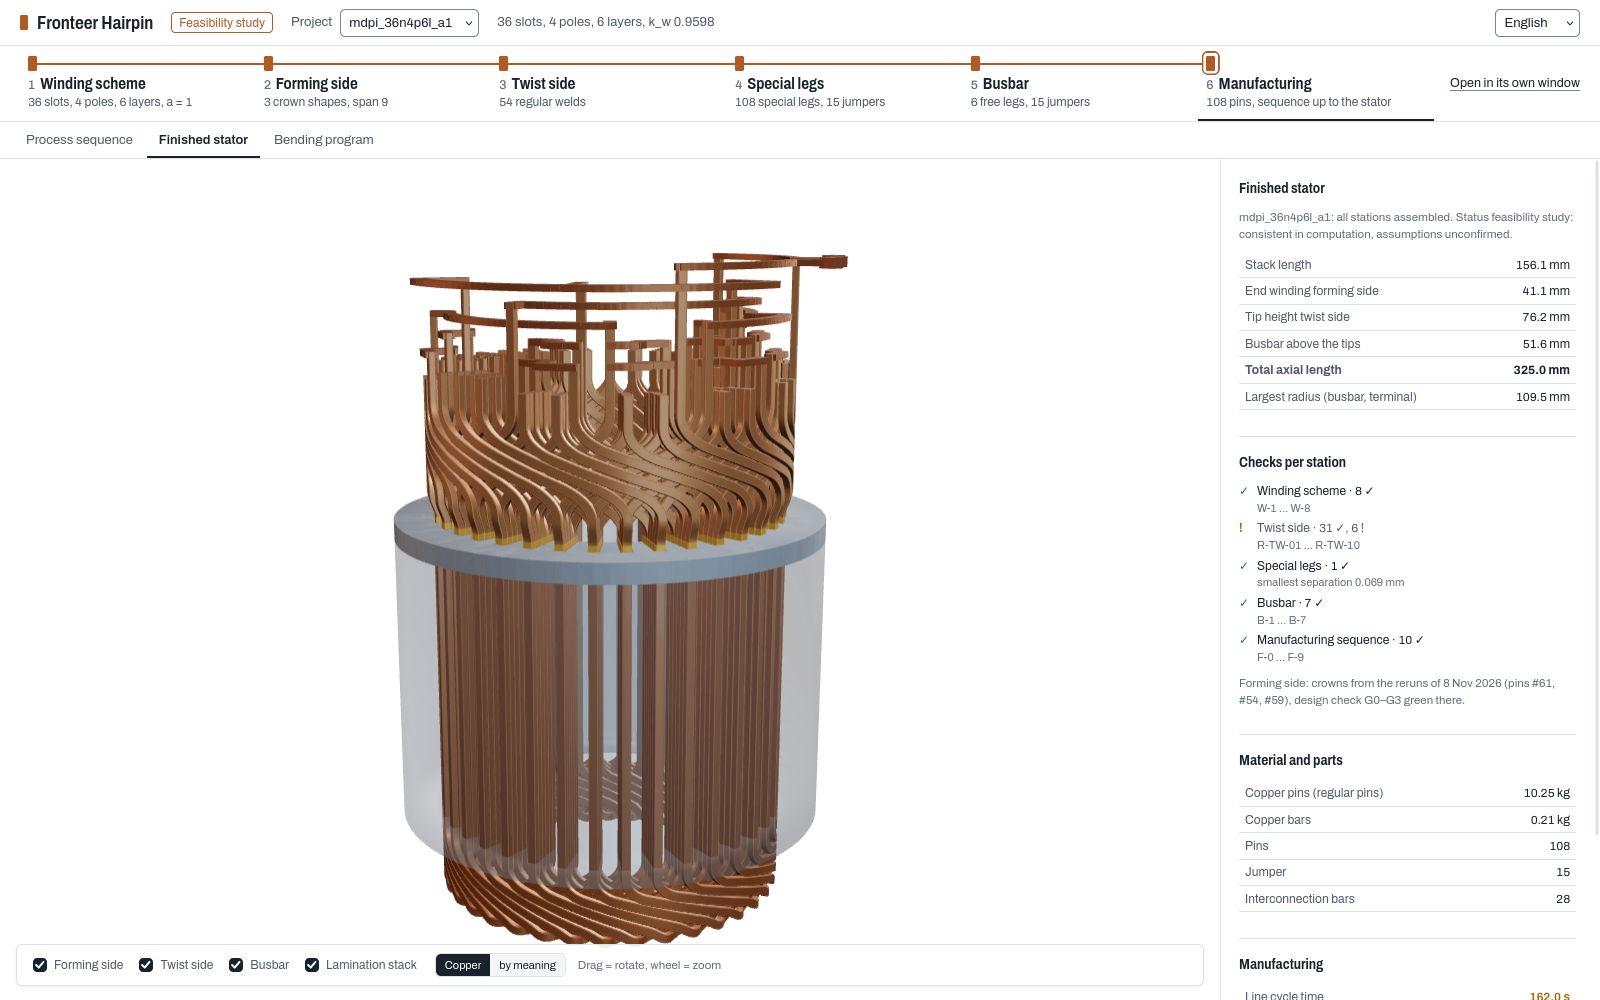 Fronteer Hairpin
Feasibility study
Project
mdpi_36n4p6l_a1
36 slots, 4 poles, 6 layers, k_w 0.9598
English
1 Winding scheme
36 slots, 4 poles, 6 layers, a = 1
2 Forming side
3 crown shapes, span 9
3 Twist side
54 regular welds
4 Special legs
108 special legs, 15 jumpers
5 Busbar
6 free legs, 15 jumpers
6 Manufacturing
108 pins, sequence up to the stator
Open in its own window
Process sequence
Finished stator
Bending program
Finished stator
mdpi_36n4p6l_a1: all stations assembled. Status feasibility study:
consistent in computation, assumptions unconfirmed.
Stack length 156.1 mm
End winding forming side 41.1 mm
Tip height twist side 76.2 mm
Busbar above the tips 51.6 mm
Total axial length 325.0 mm
Largest radius (busbar, terminal) 109.5 mm
Checks per station
✓ Winding scheme · 8 ✓
W-1 ... W-8
! Twist side · 31 ✓, 6 !
R-TW-01 ... R-TW-10
✓ Special legs · 1 ✓
smallest separation 0.069 mm
✓ Busbar · 7 ✓
B-1 ... B-7
✓ Manufacturing sequence · 10 ✓
F-0 ... F-9
Forming side: crowns from the reruns of 8 Nov 2026 (pins #61,
#54, #59), design check G0–G3 green there.
Material and parts
Copper pins (regular pins) 10.25 kg
Copper bars 0.21 kg
Pins 108
Jumper 15
Interconnection bars 28
Manufacturing
Line cycle time 162.0 s
Forming side
Twist side
Busbar
Lamination stack
Copper
by meaning
Drag = rotate, wheel = zoom